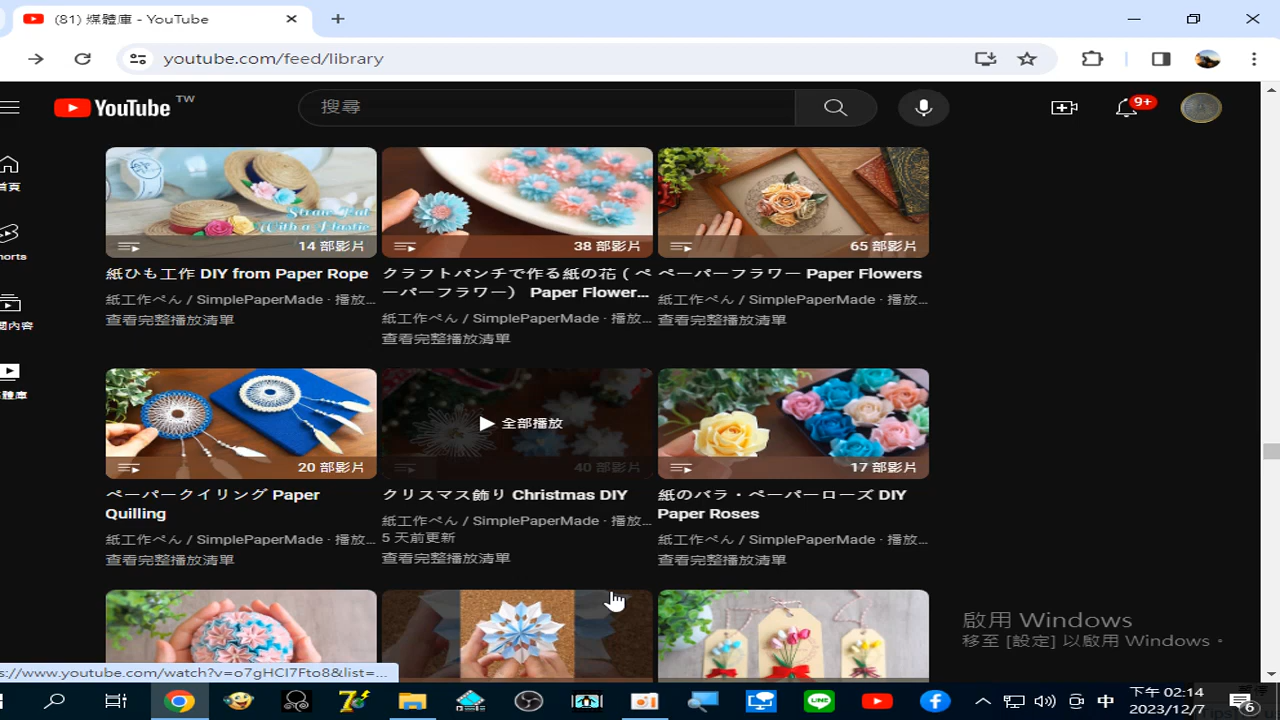 (81) 媒體庫 - YouTube
youtube.com/feed/library
YouTube TW
搜尋
9+
首頁
Shorts
Straw Hat
With a Plastic
14 部影片
38 部影片
65 部影片
紙ひも工作 DIY from Paper Rope
紙工作ぺん / SimplePaperMade · 播放...
查看完整播放清單
クラフトパンチで作る紙の花（ペ
ーパーフラワー） Paper Flower...
紙工作ぺん / SimplePaperMade · 播放...
查看完整播放清單
ペーパーフラワー Paper Flowers
紙工作ぺん / SimplePaperMade · 播放...
查看完整播放清單
閱內容
媒體庫
20 部影片
全部播放
40 部影片
17 部影片
ペーパークイリング Paper
Quilling
紙工作ぺん / SimplePaperMade · 播放...
查看完整播放清單
クリスマス飾り Christmas DIY
紙工作ぺん / SimplePaperMade · 播放...
5 天前更新
查看完整播放清單
紙のバラ・ペーパーローズ DIY
Paper Roses
紙工作ぺん / SimplePaperMade · 播放...
查看完整播放清單
啟用 Windows
移至 [設定] 以啟用 Windows。
s://www.youtube.com/watch?v=o7gHCI7Fto8&list=...
LINE
中
下午 02:14
2023/12/7
6